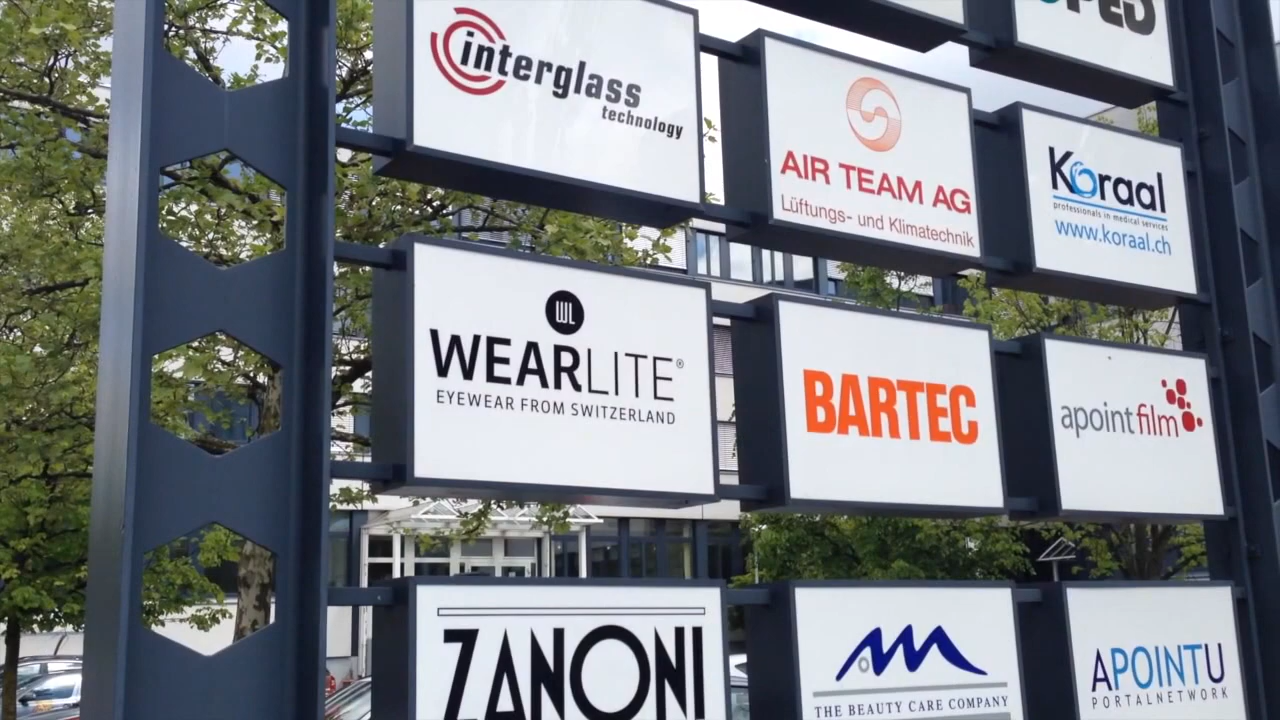 interglass
technology
AIR TEAM AG
Lüftungs- und Klimatechnik
Koraal
professionals in medical services
www.koraal.ch
WL
WEARLITE®
EYEWEAR FROM SWITZERLAND
BARTEC
apointfilm
ZANONI
THE BEAUTY CARE COMPANY
APOINTU
PORTALNETWORK